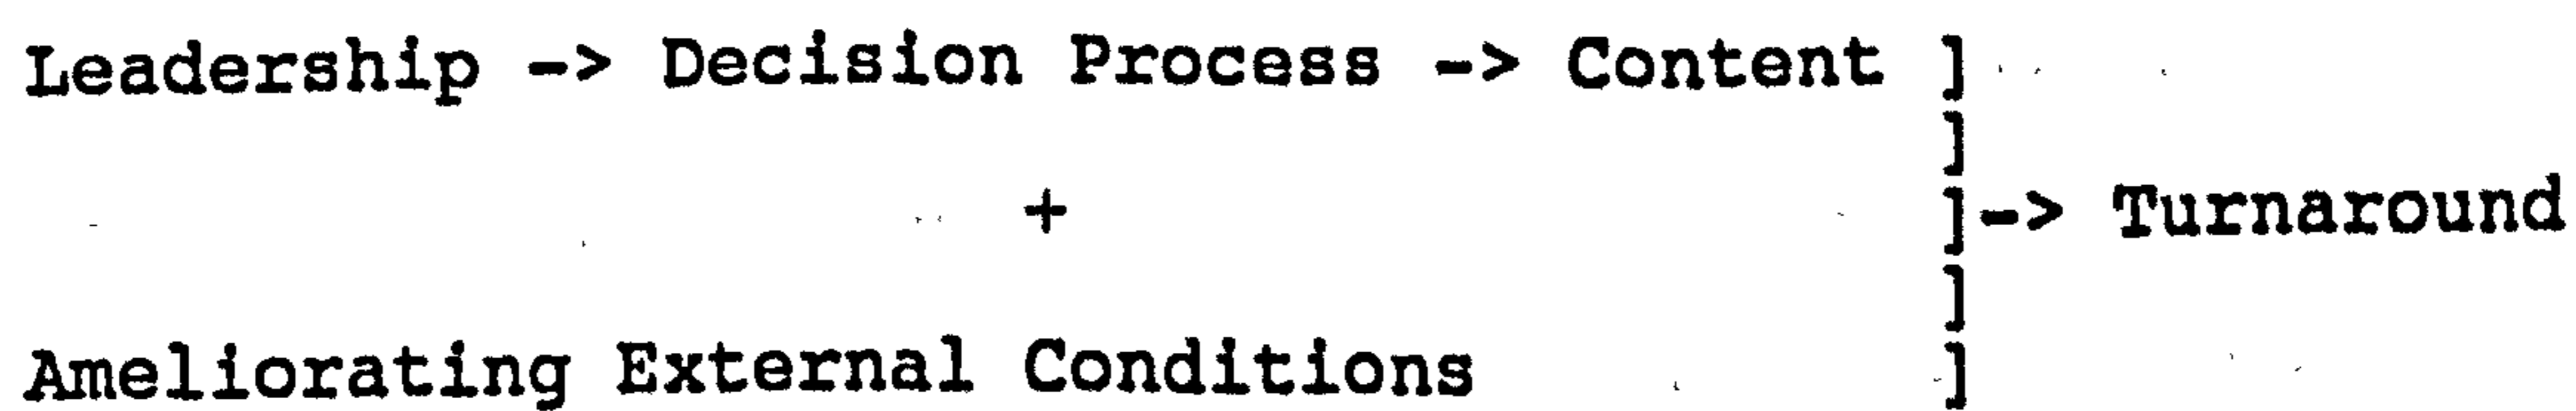 Leadership -> Decision Process -> Content ]
]
+ ]-> Turnaround
]
Ameliorating External Conditions ]